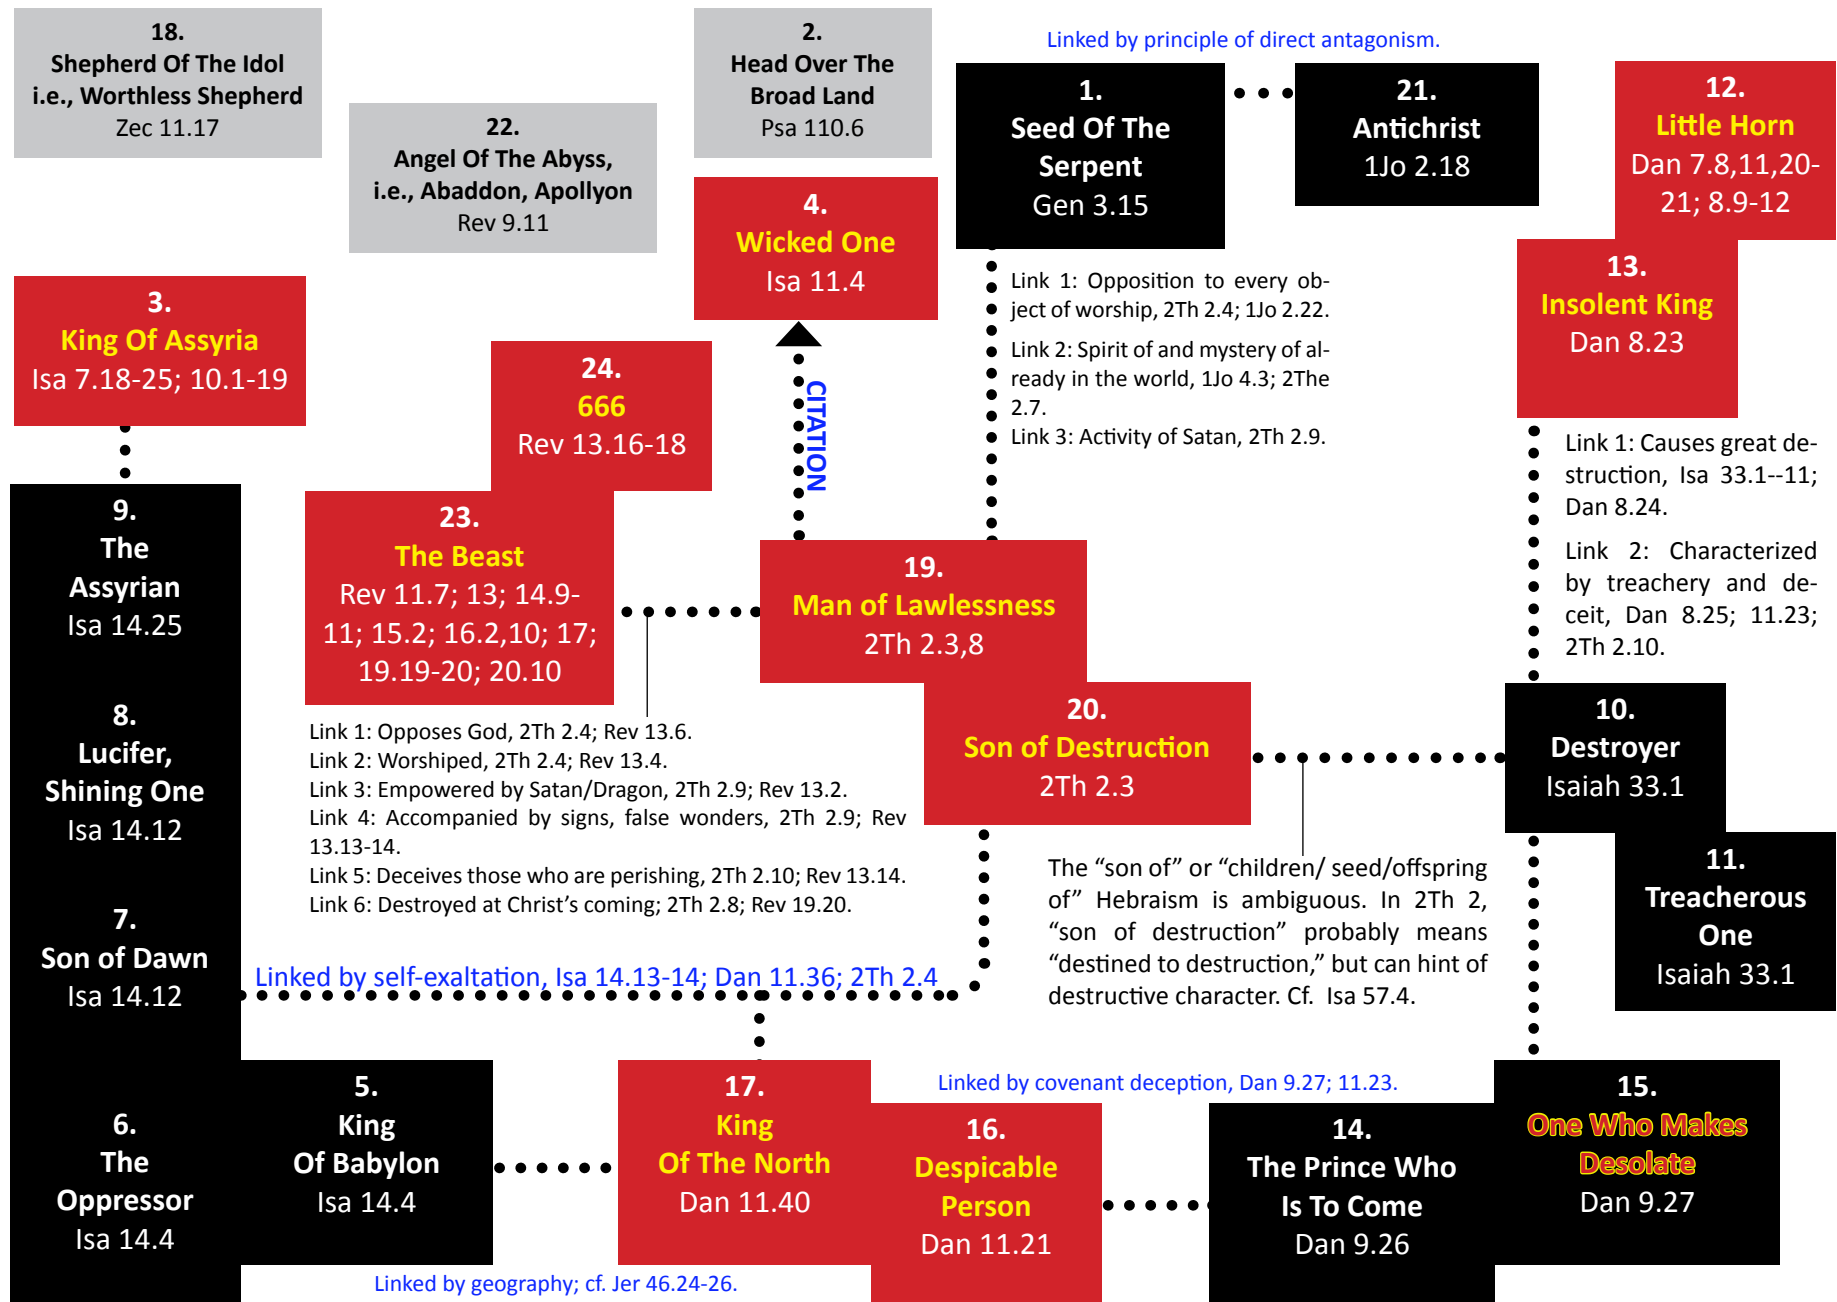 18.
Shepherd Of The Idol
i.e., Worthless Shepherd
Zec 11.17
22.
Angel Of The Abyss,
i.e., Abaddon, Apollyon
Rev 9.11
2.
Head Over The
Broad Land
Psa 110.6
Linked by principle of direct antagonism.
1.
Seed Of The
Serpent
Gen 3.15
21.
Antichrist
1Jo 2.18
12.
Little Horn
Dan 7.8,11,20-
21; 8.9-12
13.
Insolent King
Dan 8.23
4.
Wicked One
Isa 11.4
3.
King Of Assyria
Isa 7.18-25; 10.1-19
24.
666
Rev 13.16-18
CITATION
Link 1: Opposition to every ob-
ject of worship, 2Th 2.4; 1Jo 2.22.
Link 2: Spirit of and mystery of al-
ready in the world, 1Jo 4.3; 2The
2.7.
Link 3: Activity of Satan, 2Th 2.9.
Link 1: Causes great de-
struction, Isa 33.1--11;
Dan 8.24.
Link 2: Characterized
by treachery and de-
ceit, Dan 8.25; 11.23;
2Th 2.10.
9.
The
Assyrian
Isa 14.25
8.
Lucifer,
Shining One
Isa 14.12
7.
Son of Dawn
Isa 14.12
6.
The
Oppressor
Isa 14.4
23.
The Beast
Rev 11.7; 13; 14.9-
11; 15.2; 16.2,10; 17;
19.19-20; 20.10
19.
Man of Lawlessness
2Th 2.3,8
20.
Son of Destruction
2Th 2.3
10.
Destroyer
Isaiah 33.1
11.
Treacherous
One
Isaiah 33.1
Link 1: Opposes God, 2Th 2.4; Rev 13.6.
Link 2: Worshiped, 2Th 2.4; Rev 13.4.
Link 3: Empowered by Satan/Dragon, 2Th 2.9; Rev 13.2.
Link 4: Accompanied by signs, false wonders, 2Th 2.9; Rev
13.13-14.
Link 5: Deceives those who are perishing, 2Th 2.10; Rev 13.14.
Link 6: Destroyed at Christ’s coming; 2Th 2.8; Rev 19.20.
The “son of” or “children/ seed/offspring
of” Hebraism is ambiguous. In 2Th 2,
“son of destruction” probably means
“destined to destruction,” but can hint of
destructive character. Cf. Isa 57.4.
Linked by self-exaltation, Isa 14.13-14; Dan 11.36; 2Th 2.4
5.
King
Of Babylon
Isa 14.4
17.
King
Of The North
Dan 11.40
Linked by covenant deception, Dan 9.27; 11.23.
16.
Despicable
Person
Dan 11.21
14.
The Prince Who
Is To Come
Dan 9.26
15.
One Who Makes
Desolate
Dan 9.27
Linked by geography; cf. Jer 46.24-26.